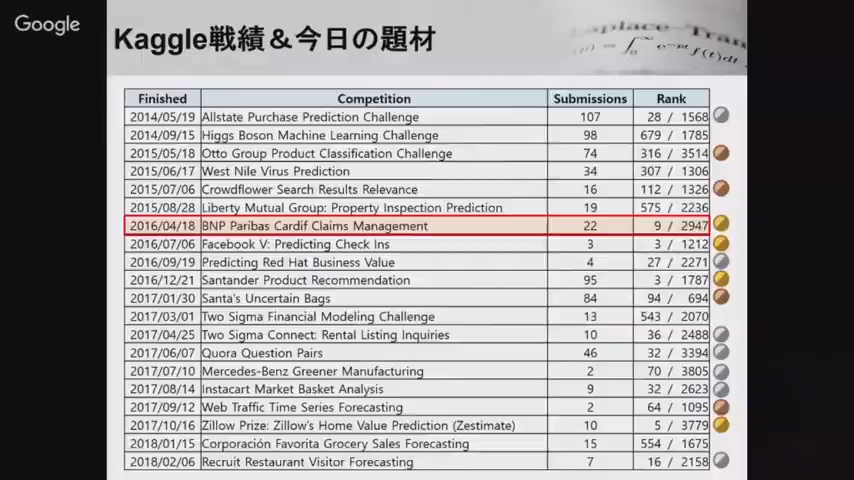 Google
Kaggle戦績＆今日の題材
Finished Competition Submissions Rank
2014/05/19 Allstate Purchase Prediction Challenge 107 28 / 1568
2014/09/15 Higgs Boson Machine Learning Challenge 98 679 / 1785
2015/05/18 Otto Group Product Classification Challenge 74 316 / 3514
2015/06/17 West Nile Virus Prediction 34 307 / 1306
2015/07/06 Crowdflower Search Results Relevance 16 112 / 1326
2015/08/28 Liberty Mutual Group: Property Inspection Prediction 19 575 / 2236
2016/04/18 BNP Paribas Cardif Claims Management 22 9 / 2947
2016/07/06 Facebook V: Predicting Check Ins 3 3 / 1212
2016/09/19 Predicting Red Hat Business Value 4 27 / 2271
2016/12/21 Santander Product Recommendation 95 3 / 1787
2017/01/30 Santa's Uncertain Bags 84 94 / 694
2017/03/01 Two Sigma Financial Modeling Challenge 13 543 / 2070
2017/04/25 Two Sigma Connect: Rental Listing Inquiries 10 36 / 2488
2017/06/07 Quora Question Pairs 46 32 / 3394
2017/07/10 Mercedes-Benz Greener Manufacturing 2 70 / 3805
2017/08/14 Instacart Market Basket Analysis 9 32 / 2623
2017/09/12 Web Traffic Time Series Forecasting 2 64 / 1095
2017/10/16 Zillow Prize: Zillow's Home Value Prediction (Zestimate) 10 5 / 3779
2018/01/15 Corporación Favorita Grocery Sales Forecasting 15 554 / 1675
2018/02/06 Recruit Restaurant Visitor Forecasting 7 16 / 2158